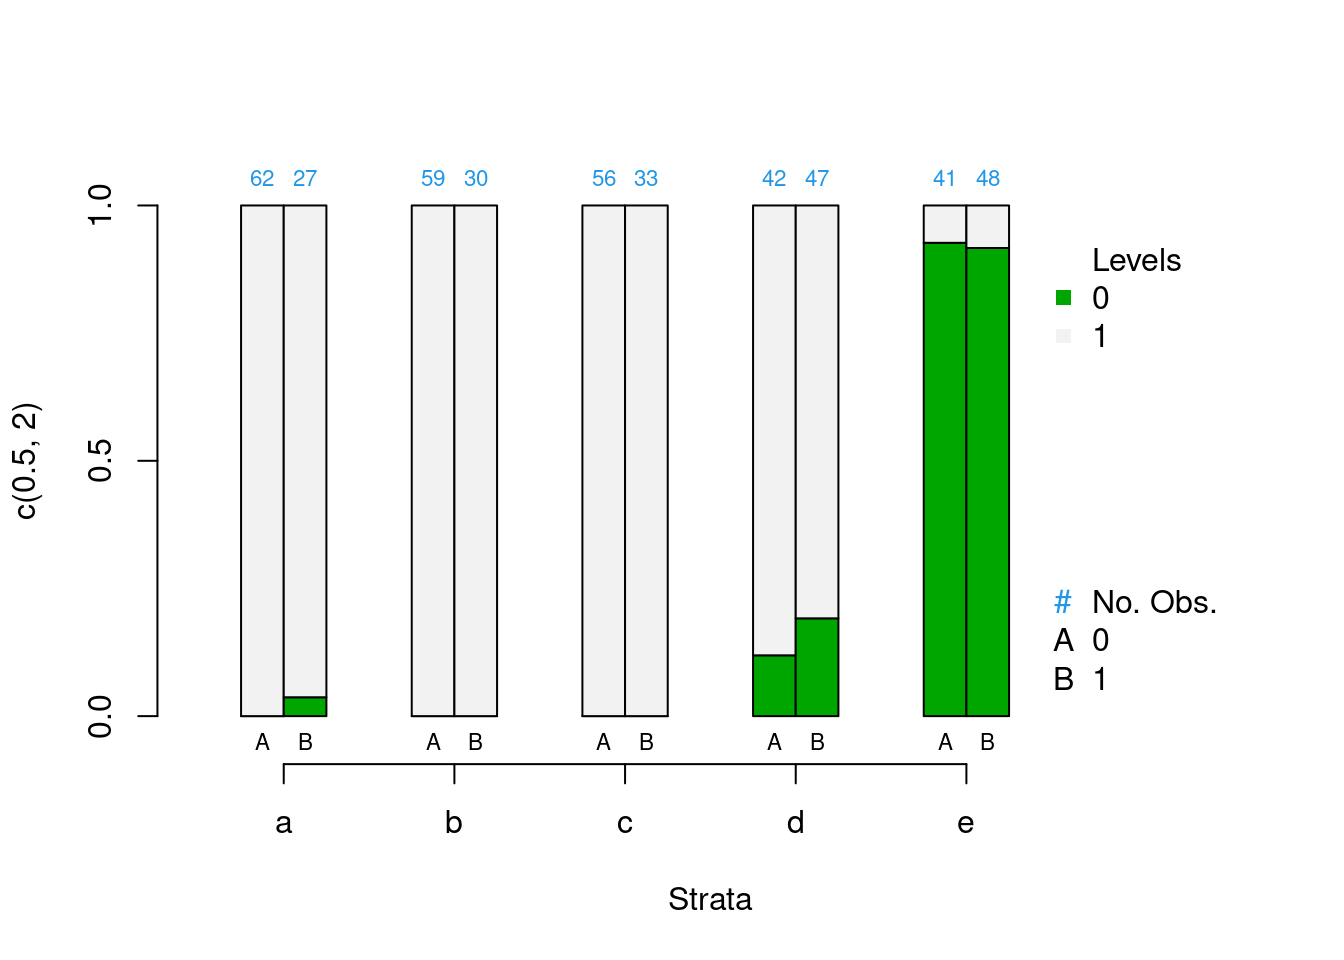 62 27 59 30 56 33 42 47 41 48
1.0
0.5
0.0
c(0.5, 2)
Levels
0
1
# No. Obs.
A 0
B 1
A B A B A B A B A B
a b c d e
Strata